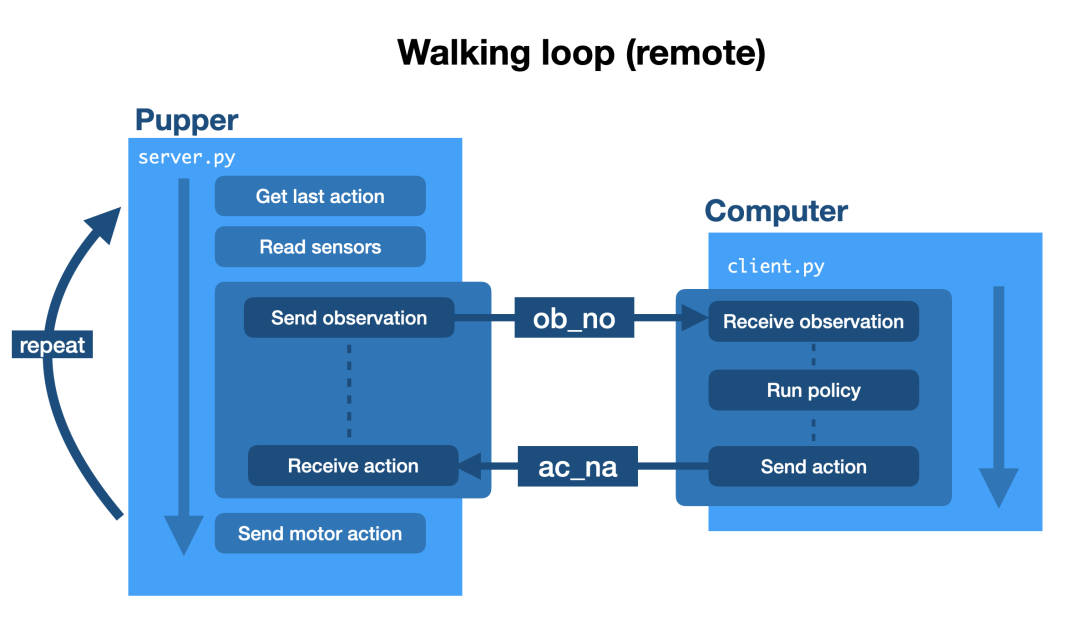 Walking loop (remote)
Pupper
server.py
Get last action
Read sensors
Send observation
Receive action
Send motor action
repeat
ob_no
ac_na
Computer
client.py
Receive observation
Run policy
Send action